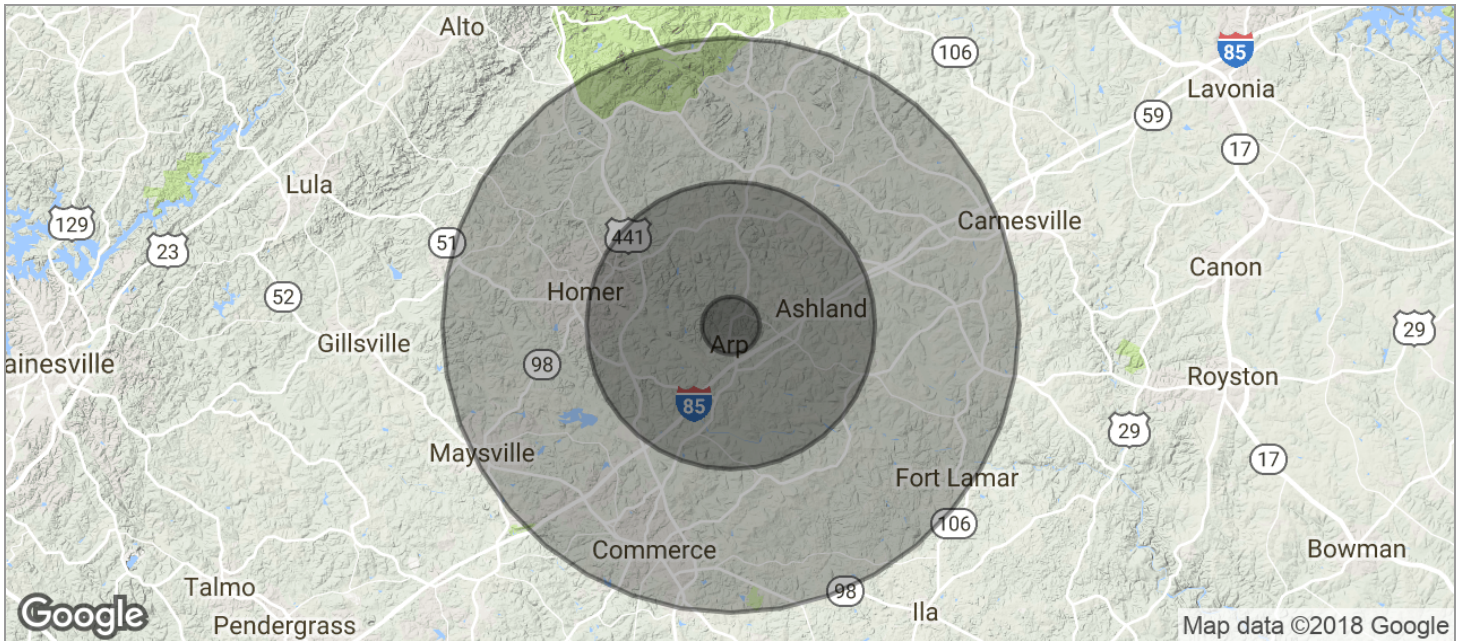 Alto
106
85
Lavonia
59
17
Lula
129
23
51
441
Carnesville
52
Homer
Ashland
Canon
29
Gillsville
Arp
98
ainesville
85
Royston
29
Maysville
17
Fort Lamar
106
Commerce
Bowman
Talmo
98
Ila
Google
Pendergrass
Map data ©2018 Google